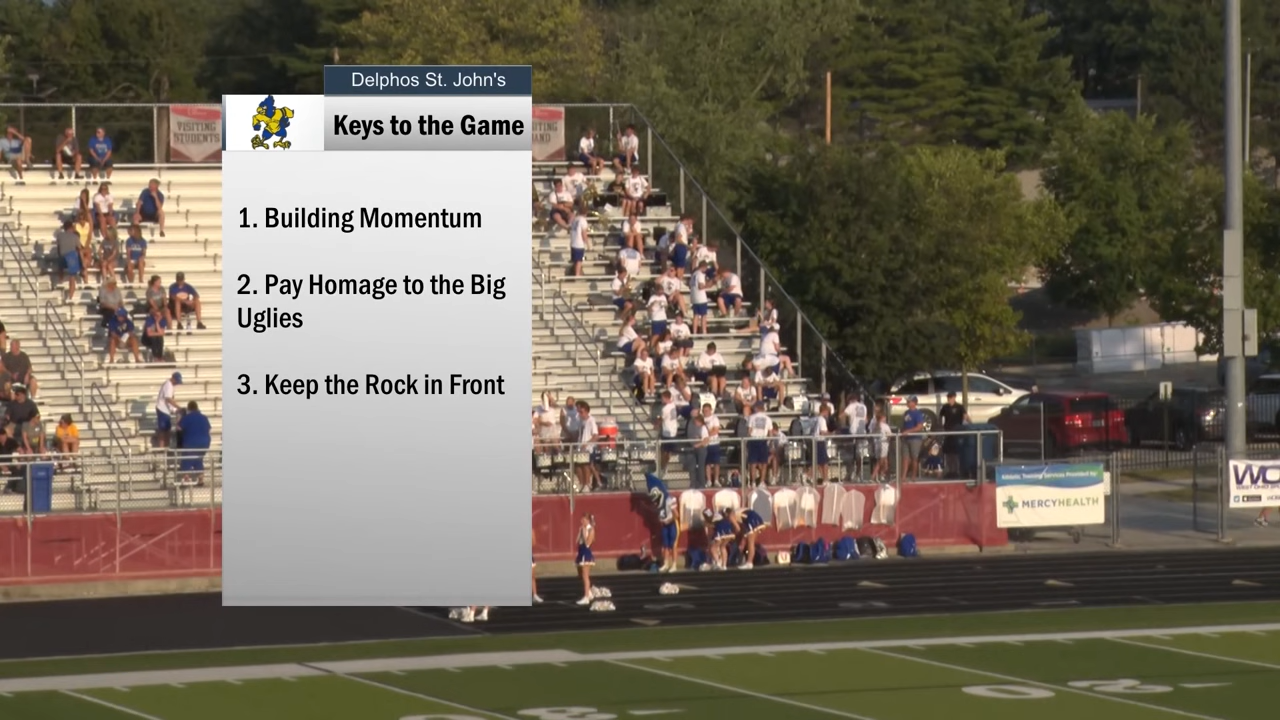 Delphos St. John's
Keys to the Game
VISITING
STUDENTS
1. Building Momentum
2. Pay Homage to the Big
Uglies
3. Keep the Rock in Front
MERCYHEALTH